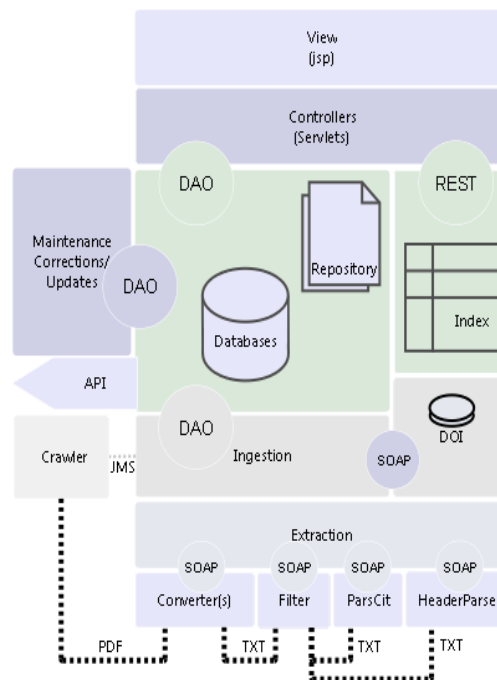 View
(jsp)
Controllers
(Servlets)
DAO
REST
Maintenance
Corrections/
Updates
DAO
Repository
Databases
Index
API
DAO
Ingestion
DOI
SOAP
Crawler
JMS
Extraction
SOAP
SOAP
SOAP
SOAP
Converter(s)
Filter
ParsCit
HeaderParse
PDF
TXT
TXT
TXT